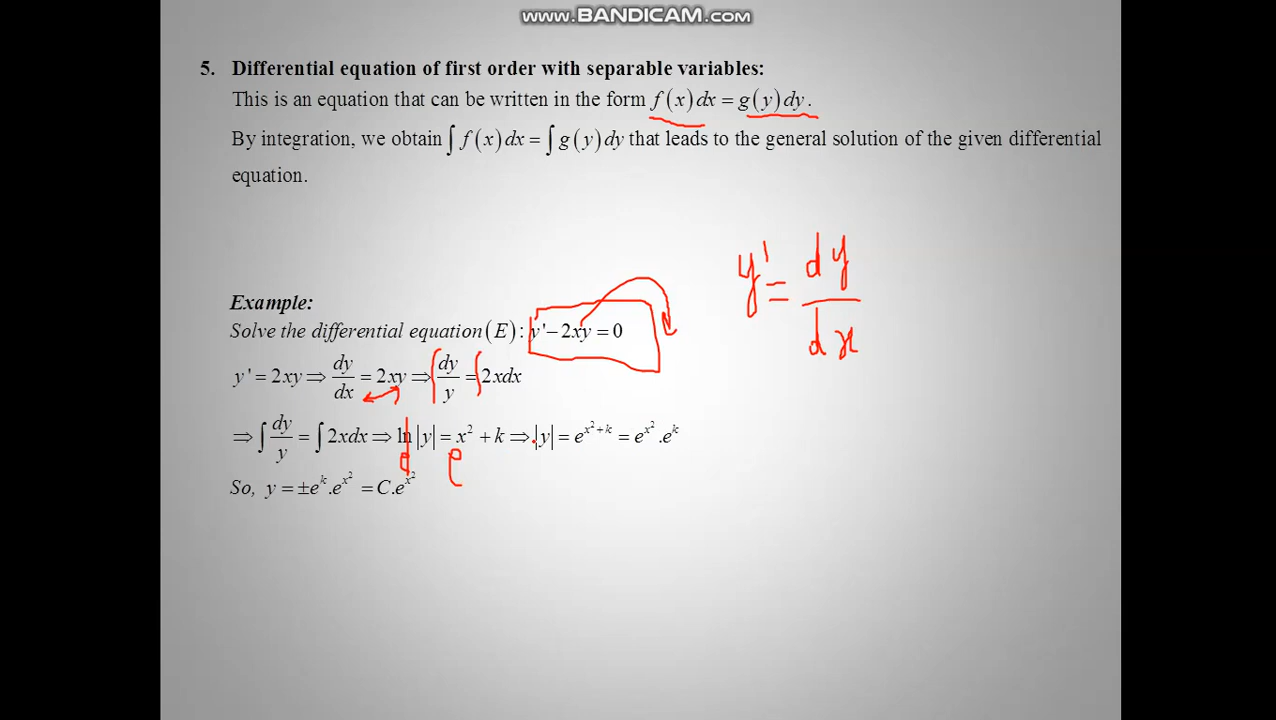 www.BANDICAM.com
5. Differential equation of first order with separable variables:
This is an equation that can be written in the form f(x)dx = g(y)dy.
By integration, we obtain ∫ f(x)dx = ∫ g(y)dy that leads to the general solution of the given differential
equation.
y' = dy/dx
Example:
Solve the differential equation (E): y' − 2xy = 0
y' = 2xy ⇒ dy/dx = 2xy ⇒ ∫ dy/y = ∫ 2xdx
⇒ ∫ dy/y = ∫ 2xdx ⇒ ln|y| = x² + k ⇒ |y| = e^{x²+k} = e^{x²}.e^k
e e
So, y = ±e^k.e^{x²} = C.e^{x²}